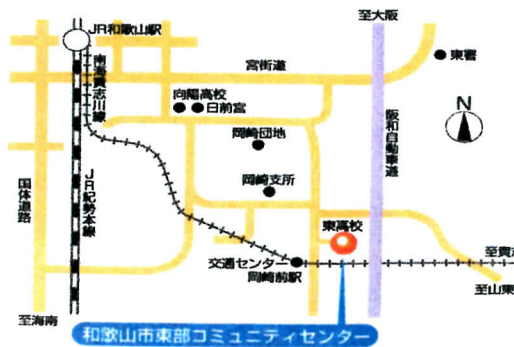 至大阪
JR和歌山駅
東署
宮街道
南海貴志川線
向陽高校
日前宮
阪和自動車道
N
岡崎団地
岡崎支所
国体道路
JR紀勢本線
東高校
交通センター
岡崎前駅
至貴志
至山東
至海南
和歌山市東部コミュニティセンター